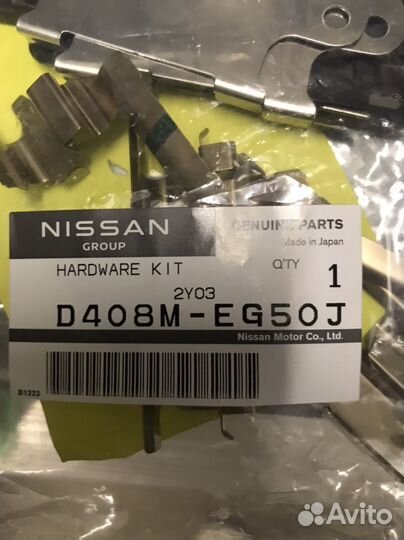 NISSAN
GROUP
GENUINE PARTS
Made in Japan
HARDWARE KIT
Q'TY
1
2Y03
D408M-EG50J
Nissan Motor Co., Ltd.
B1222
Avito